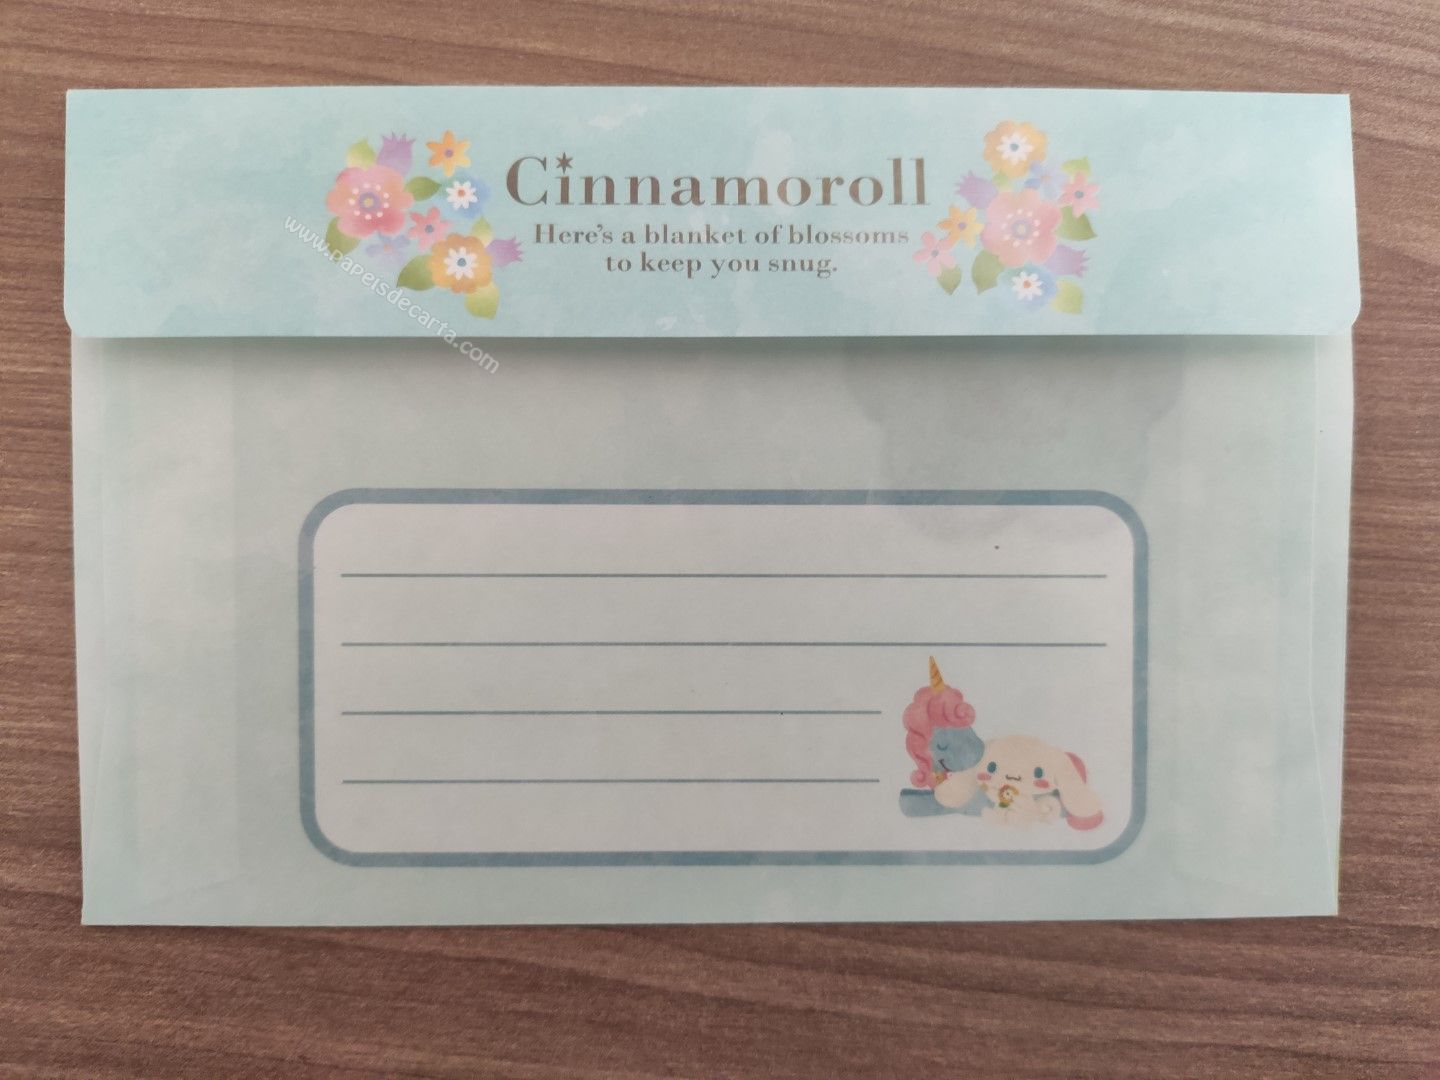 Cinnamoroll
Here's a blanket of blossoms
to keep you snug.
www.papeisdecarta.com